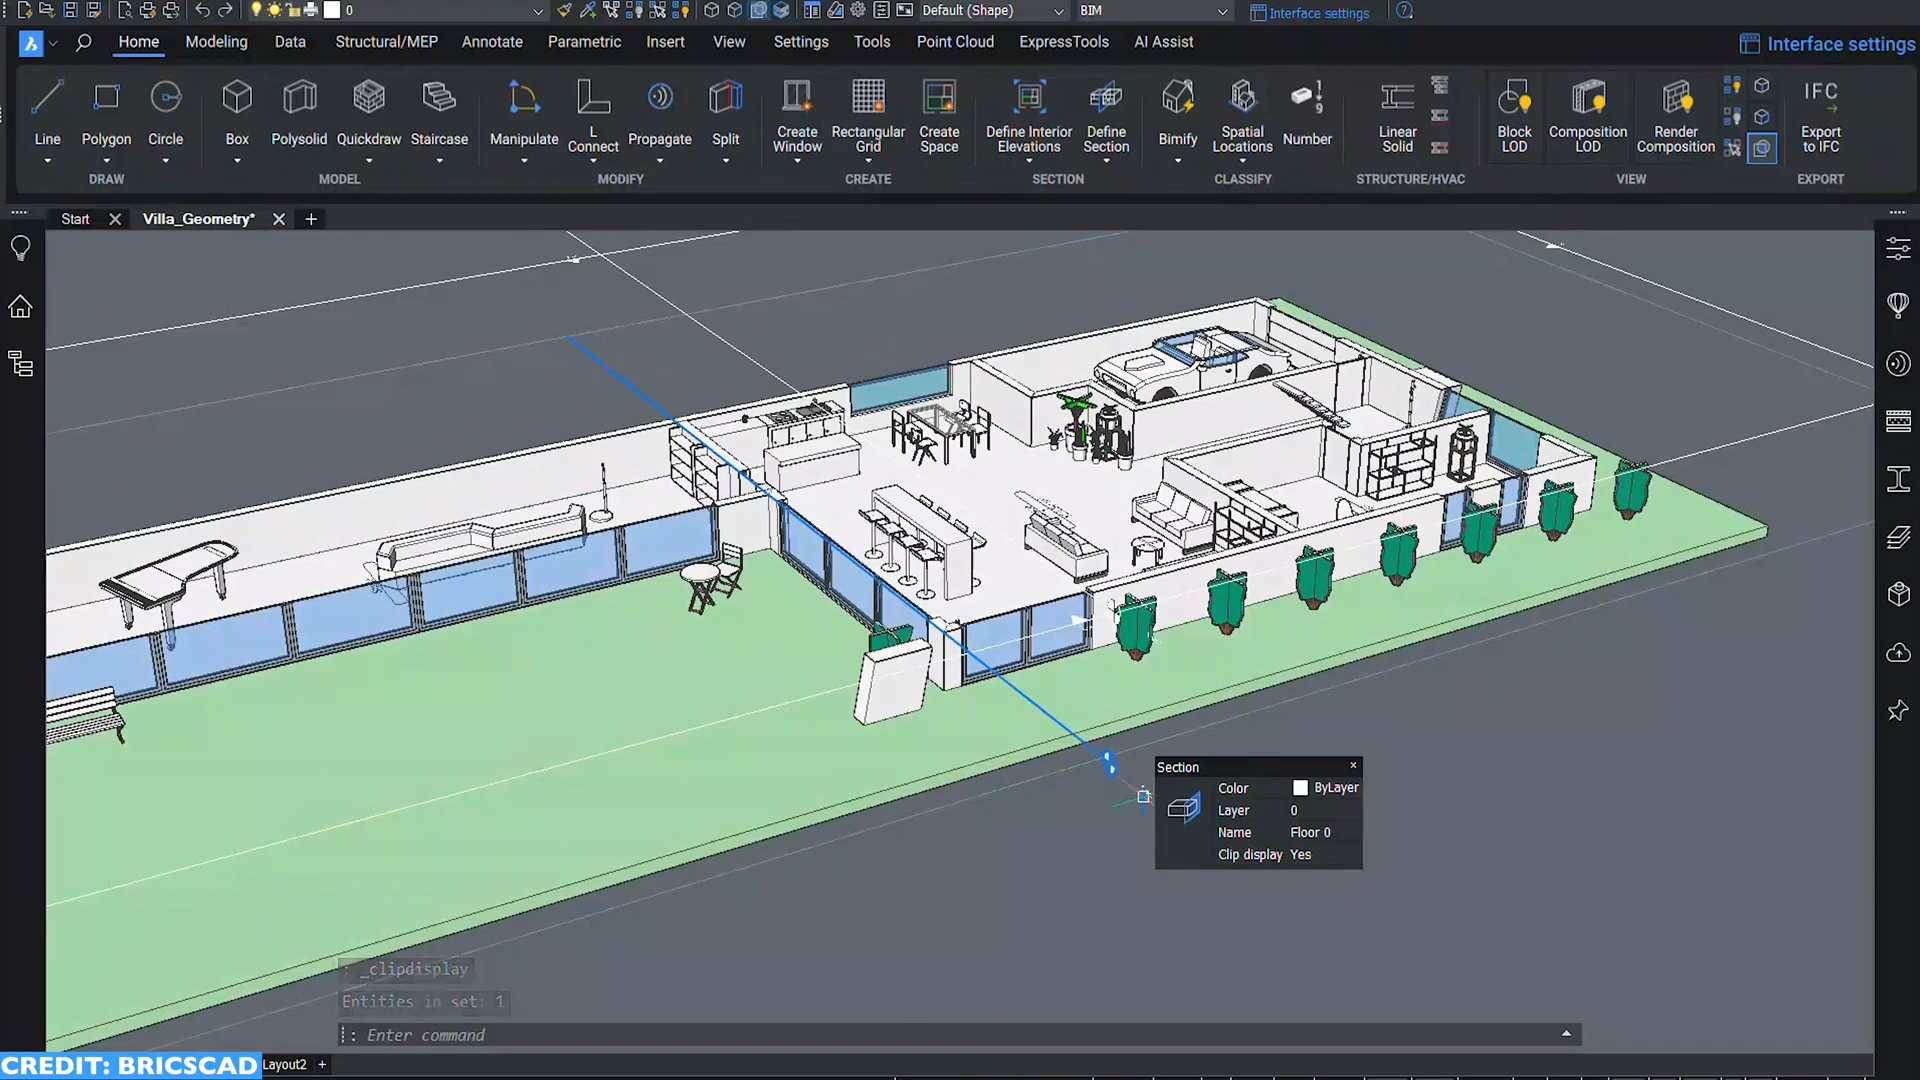 0
Default (Shape)
BIM
Interface settings
Home
Modeling
Data
Structural/MEP
Annotate
Parametric
Insert
View
Settings
Tools
Point Cloud
ExpressTools
AI Assist
Interface settings
Line
Polygon
Circle
DRAW
Box
Polysolid
Quickdraw
Staircase
MODEL
Manipulate
L
Connect
Propagate
Split
MODIFY
Create
Window
Rectangular
Grid
Create
Space
CREATE
Define Interior
Elevations
Define
Section
SECTION
Bimify
Spatial
Locations
1
9
Number
CLASSIFY
Linear
Solid
STRUCTURE/HVAC
Block
LOD
Composition
LOD
Render
Composition
VIEW
IFC
Export
to IFC
EXPORT
Start
Villa_Geometry*
Section
Color ByLayer
Layer 0
Name Floor 0
Clip display Yes
: _clipdisplay
Entities in set: 1
: Enter command
CREDIT: BRICSCAD
Layout2 +